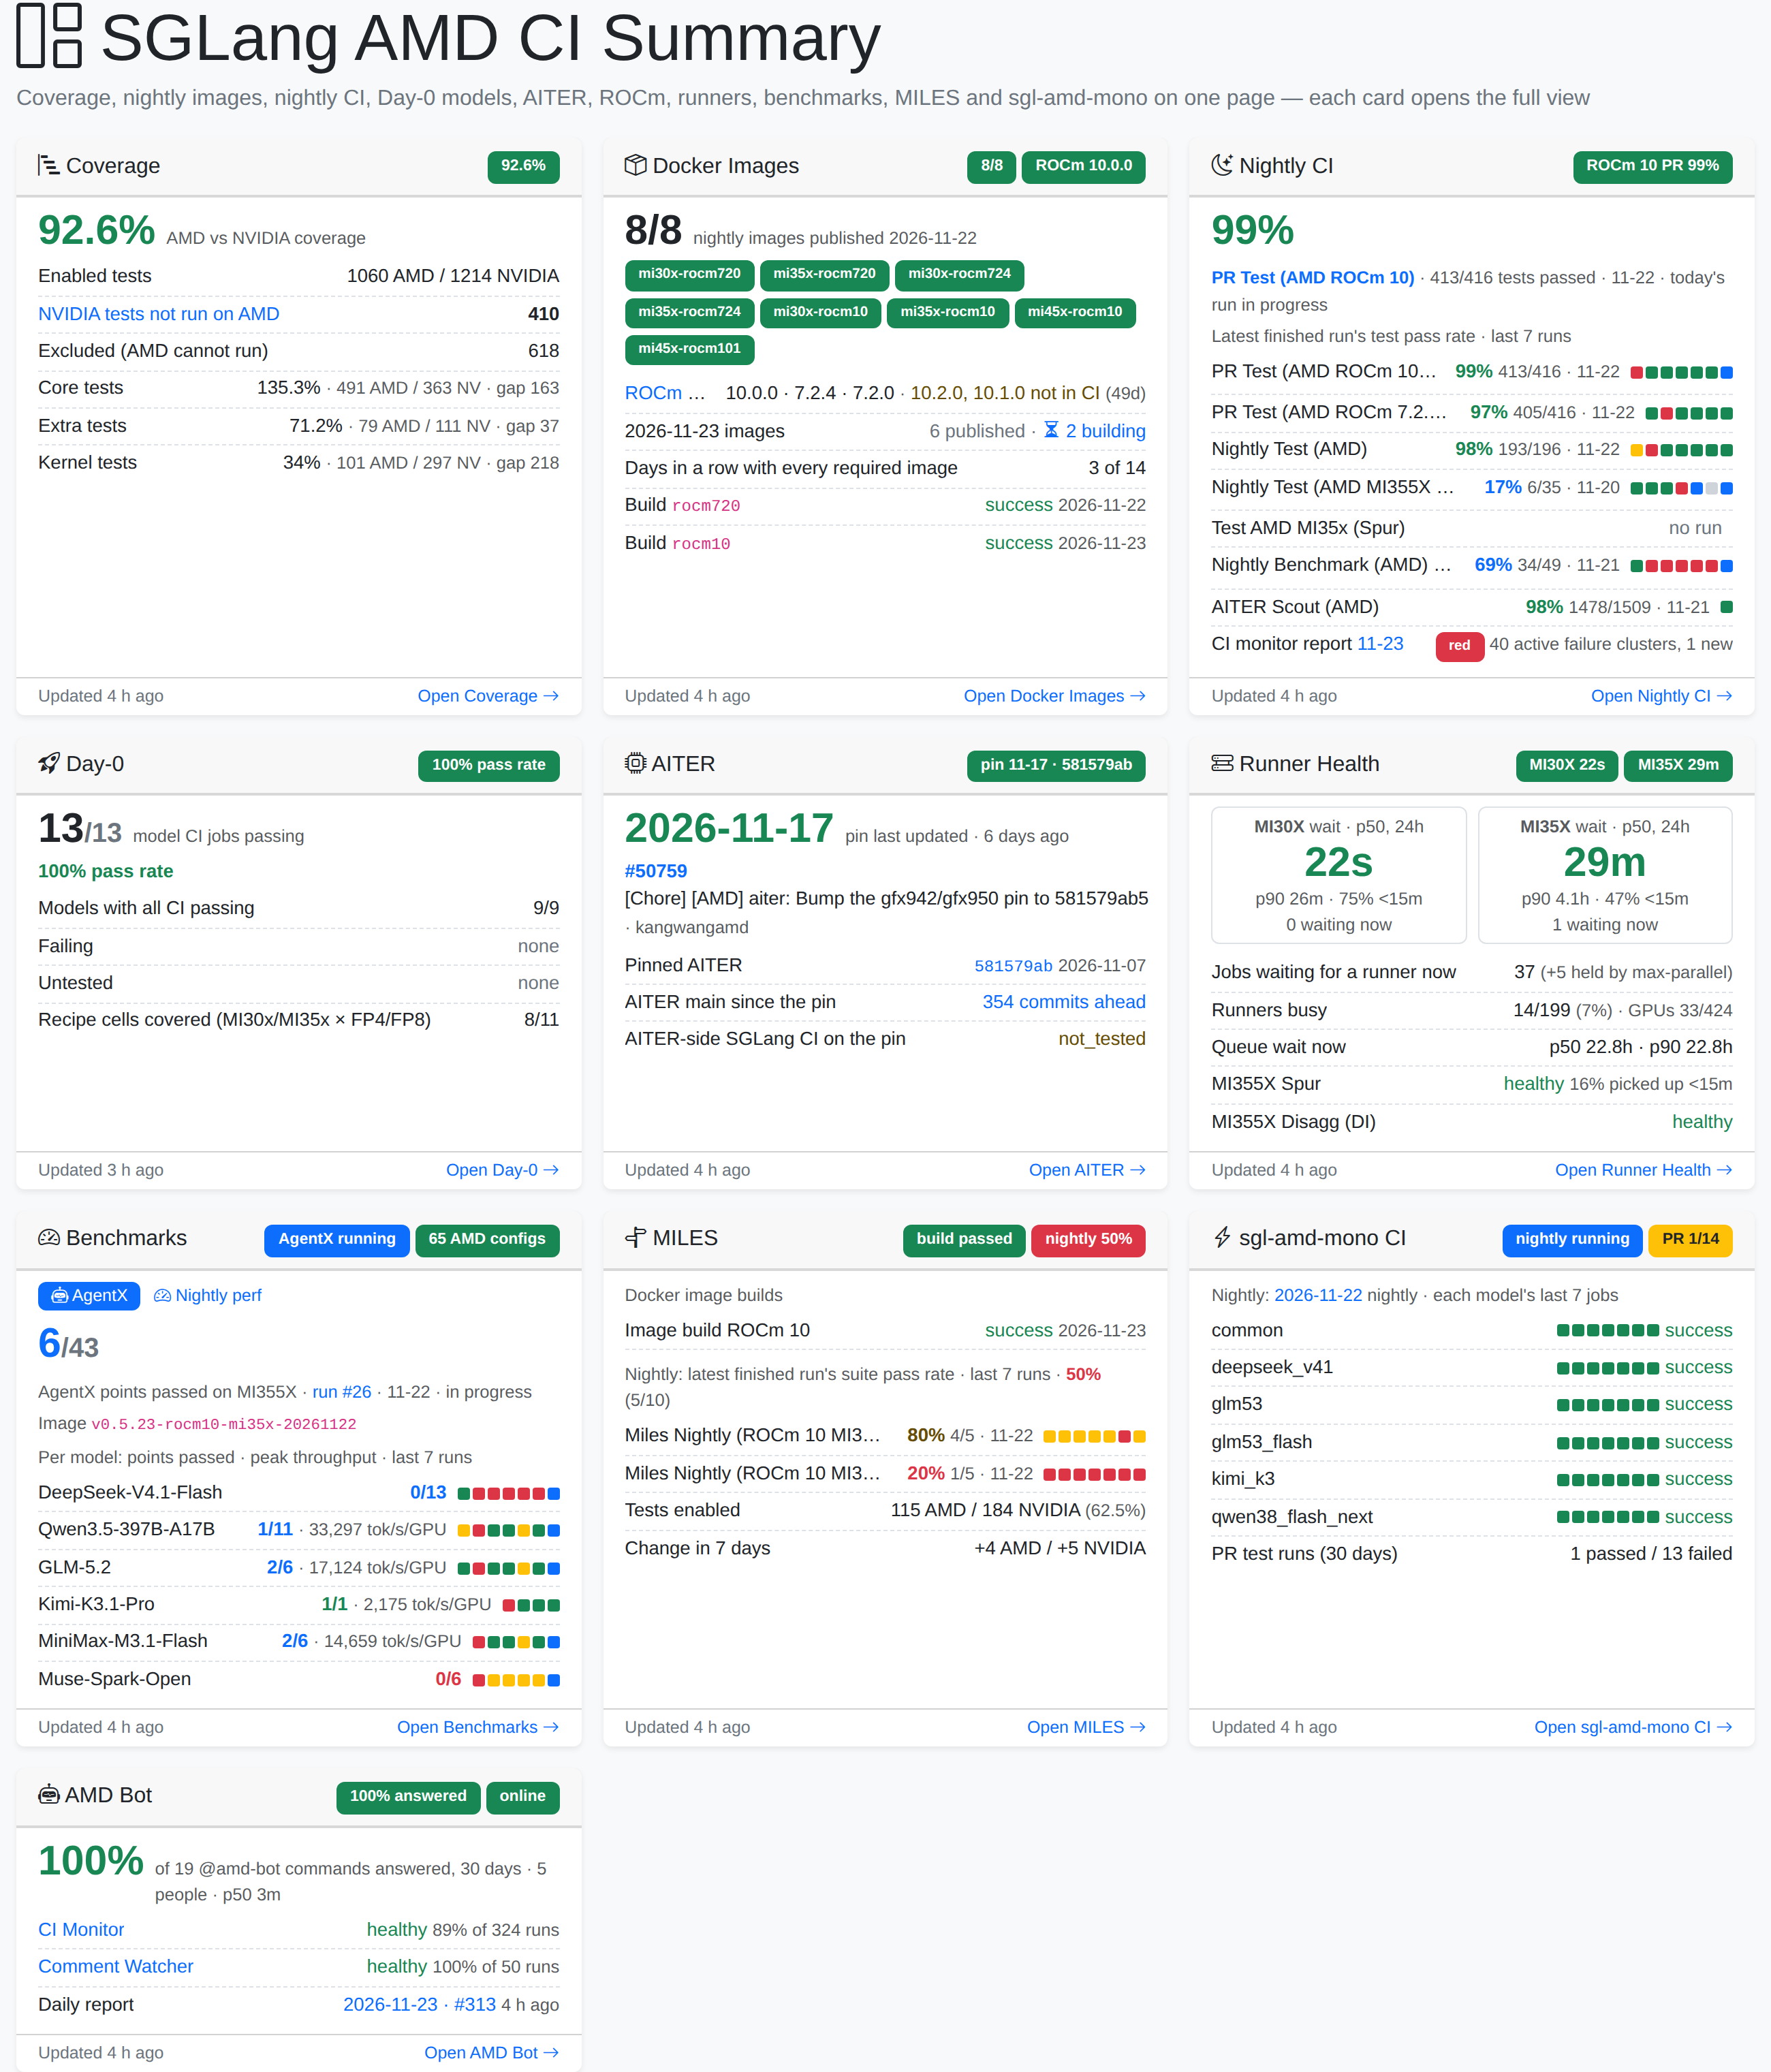 SGLang AMD CI Summary
Coverage, nightly images, nightly CI, Day-0 models, AITER, ROCm, runners, benchmarks, MILES and sgl-amd-mono on one page — each card opens the full view
Coverage 92.6%
92.6% AMD vs NVIDIA coverage
Enabled tests 1060 AMD / 1214 NVIDIA
NVIDIA tests not run on AMD 410
Excluded (AMD cannot run) 618
Core tests 135.3% · 491 AMD / 363 NV · gap 163
Extra tests 71.2% · 79 AMD / 111 NV · gap 37
Kernel tests 34% · 101 AMD / 297 NV · gap 218
Updated 4 h ago Open Coverage →
Docker Images 8/8 ROCm 10.0.0
8/8 nightly images published 2026-11-22
mi30x-rocm720 mi35x-rocm720 mi30x-rocm724
mi35x-rocm724 mi30x-rocm10 mi35x-rocm10 mi45x-rocm10
mi45x-rocm101
ROCm … 10.0.0 · 7.2.4 · 7.2.0 · 10.2.0, 10.1.0 not in CI (49d)
2026-11-23 images 6 published · 2 building
Days in a row with every required image 3 of 14
Build rocm720 success 2026-11-22
Build rocm10 success 2026-11-23
Updated 4 h ago Open Docker Images →
Nightly CI ROCm 10 PR 99%
99%
PR Test (AMD ROCm 10) · 413/416 tests passed · 11-22 · today's
run in progress
Latest finished run's test pass rate · last 7 runs
PR Test (AMD ROCm 10… 99% 413/416 · 11-22
PR Test (AMD ROCm 7.2.… 97% 405/416 · 11-22
Nightly Test (AMD) 98% 193/196 · 11-22
Nightly Test (AMD MI355X … 17% 6/35 · 11-20
Test AMD MI35x (Spur) no run
Nightly Benchmark (AMD) … 69% 34/49 · 11-21
AITER Scout (AMD) 98% 1478/1509 · 11-21
CI monitor report 11-23 red 40 active failure clusters, 1 new
Updated 4 h ago Open Nightly CI →
Day-0 100% pass rate
13/13 model CI jobs passing
100% pass rate
Models with all CI passing 9/9
Failing none
Untested none
Recipe cells covered (MI30x/MI35x × FP4/FP8) 8/11
Updated 3 h ago Open Day-0 →
AITER pin 11-17 · 581579ab
2026-11-17 pin last updated · 6 days ago
#50759
[Chore] [AMD] aiter: Bump the gfx942/gfx950 pin to 581579ab5
· kangwangamd
Pinned AITER 581579ab 2026-11-07
AITER main since the pin 354 commits ahead
AITER-side SGLang CI on the pin not_tested
Updated 4 h ago Open AITER →
Runner Health MI30X 22s MI35X 29m
MI30X wait · p50, 24h
22s
p90 26m · 75% <15m
0 waiting now
MI35X wait · p50, 24h
29m
p90 4.1h · 47% <15m
1 waiting now
Jobs waiting for a runner now 37 (+5 held by max-parallel)
Runners busy 14/199 (7%) · GPUs 33/424
Queue wait now p50 22.8h · p90 22.8h
MI355X Spur healthy 16% picked up <15m
MI355X Disagg (DI) healthy
Updated 4 h ago Open Runner Health →
Benchmarks AgentX running 65 AMD configs
AgentX Nightly perf
6/43
AgentX points passed on MI355X · run #26 · 11-22 · in progress
Image v0.5.23-rocm10-mi35x-20261122
Per model: points passed · peak throughput · last 7 runs
DeepSeek-V4.1-Flash 0/13
Qwen3.5-397B-A17B 1/11 · 33,297 tok/s/GPU
GLM-5.2 2/6 · 17,124 tok/s/GPU
Kimi-K3.1-Pro 1/1 · 2,175 tok/s/GPU
MiniMax-M3.1-Flash 2/6 · 14,659 tok/s/GPU
Muse-Spark-Open 0/6
Updated 4 h ago Open Benchmarks →
MILES build passed nightly 50%
Docker image builds
Image build ROCm 10 success 2026-11-23
Nightly: latest finished run's suite pass rate · last 7 runs · 50%
(5/10)
Miles Nightly (ROCm 10 MI3… 80% 4/5 · 11-22
Miles Nightly (ROCm 10 MI3… 20% 1/5 · 11-22
Tests enabled 115 AMD / 184 NVIDIA (62.5%)
Change in 7 days +4 AMD / +5 NVIDIA
Updated 4 h ago Open MILES →
sgl-amd-mono CI nightly running PR 1/14
Nightly: 2026-11-22 nightly · each model's last 7 jobs
common success
deepseek_v41 success
glm53 success
glm53_flash success
kimi_k3 success
qwen38_flash_next success
PR test runs (30 days) 1 passed / 13 failed
Updated 4 h ago Open sgl-amd-mono CI →
AMD Bot 100% answered online
100% of 19 @amd-bot commands answered, 30 days · 5
people · p50 3m
CI Monitor healthy 89% of 324 runs
Comment Watcher healthy 100% of 50 runs
Daily report 2026-11-23 · #313 4 h ago
Updated 4 h ago Open AMD Bot →